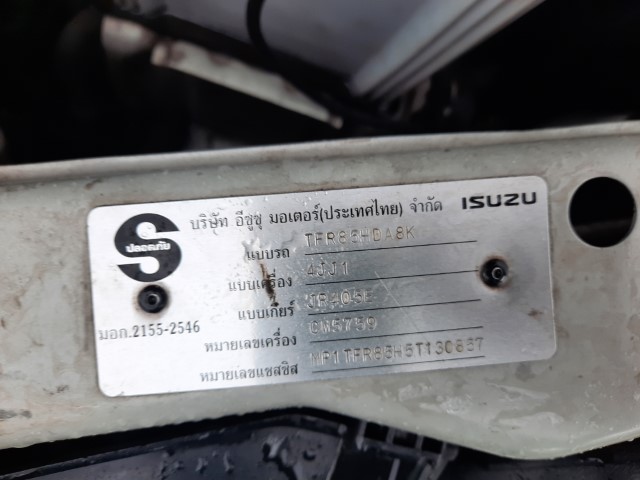 บริษัท อีซูซุ มอเตอร์(ประเทศไทย) จำกัด ISUZU
ปลอดภัย
แบบรถ TFR85HDA8K
แบบเครื่อง 4JJ1
แบบเกียร์
มอก.2155-2546
หมายเลขเครื่อง
หมายเลขแชสซิส